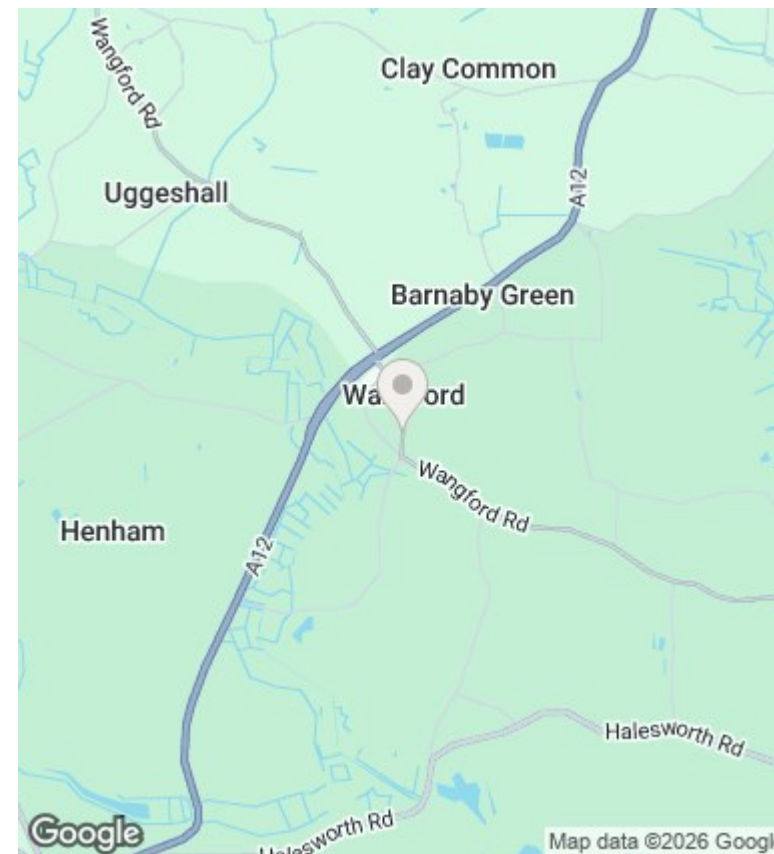 Wangford Rd
Clay Common
Uggeshall
A12
Barnaby Green
Wangford Rd
Henham
A12
Halesworth Rd
Halesworth Rd
Google
Map data ©2026 Googl